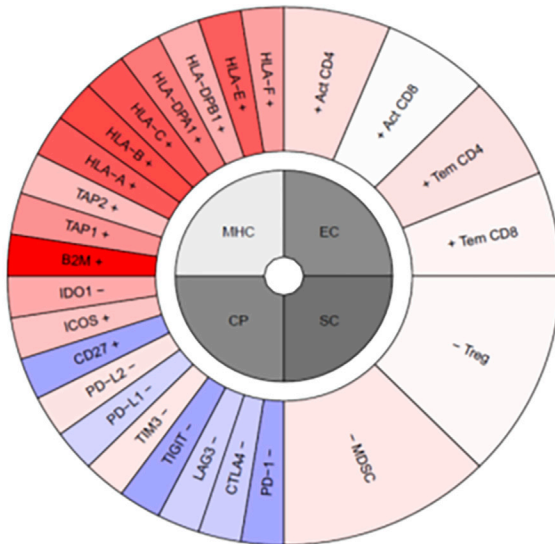 HLA-F +
HLA-E +
HLA-DPB1 +
HLA-DPA1 +
HLA-C +
HLA-B +
HLA-A +
TAP2 +
TAP1 +
B2M +
IDO1 -
ICOS +
CD27 +
PD-L2 -
PD-L1 -
TIM3 -
TIGIT -
LAG3 -
CTLA4 -
PD-1 -
- MDSC
- Treg
+ Tem CD8
+ Tem CD4
+ Act CD8
+ Act CD4
MHC
EC
CP
SC